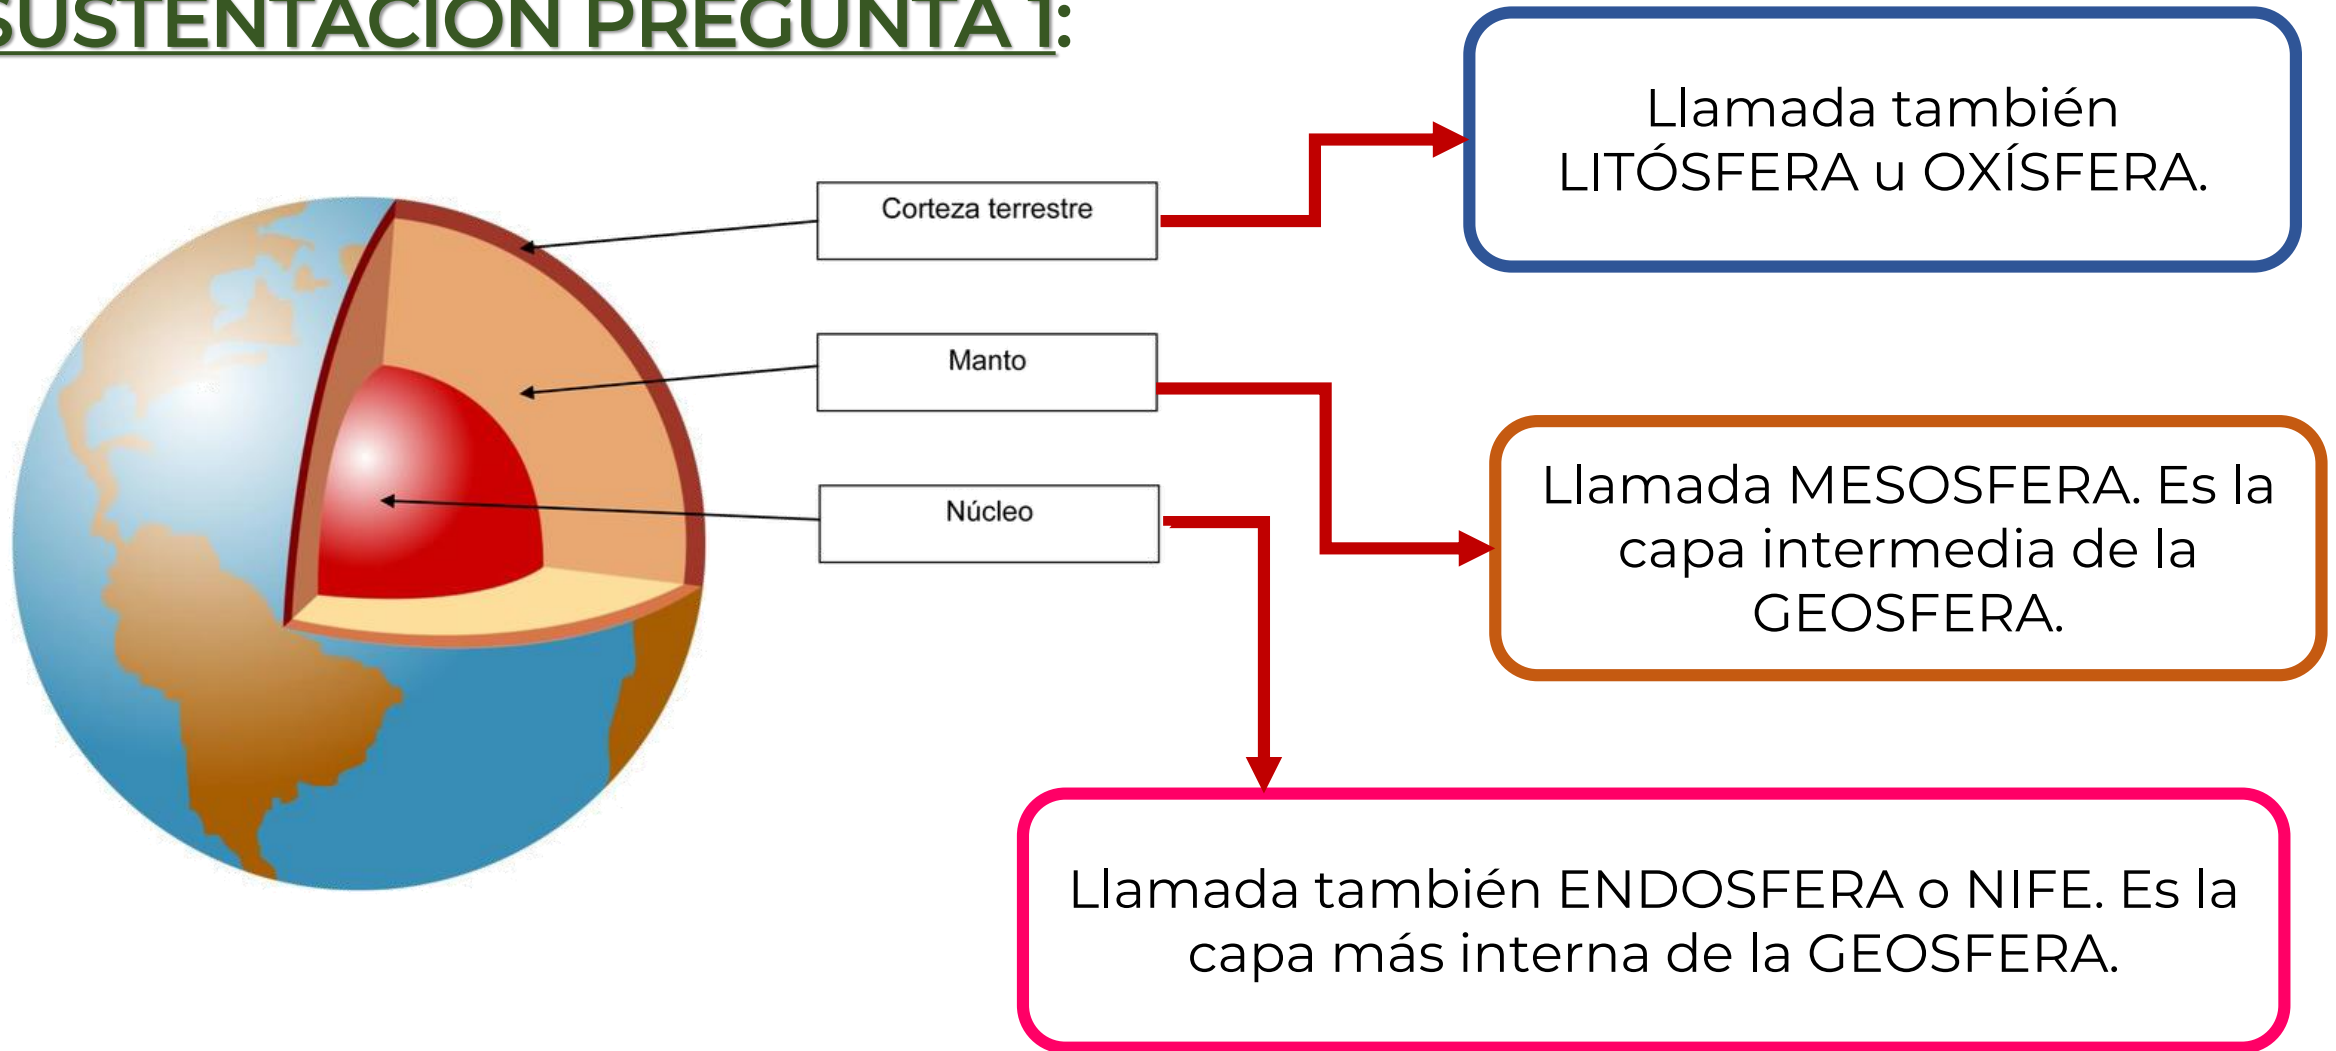 SUSTENTACIÓN PREGUNTA 1:
Llamada también
LITÓSFERA u OXÍSFERA.
Corteza terrestre
Manto
Llamada MESOSFERA. Es la
capa intermedia de la
GEOSFERA.
Núcleo
Llamada también ENDOSFERA o NIFE. Es la
capa más interna de la GEOSFERA.